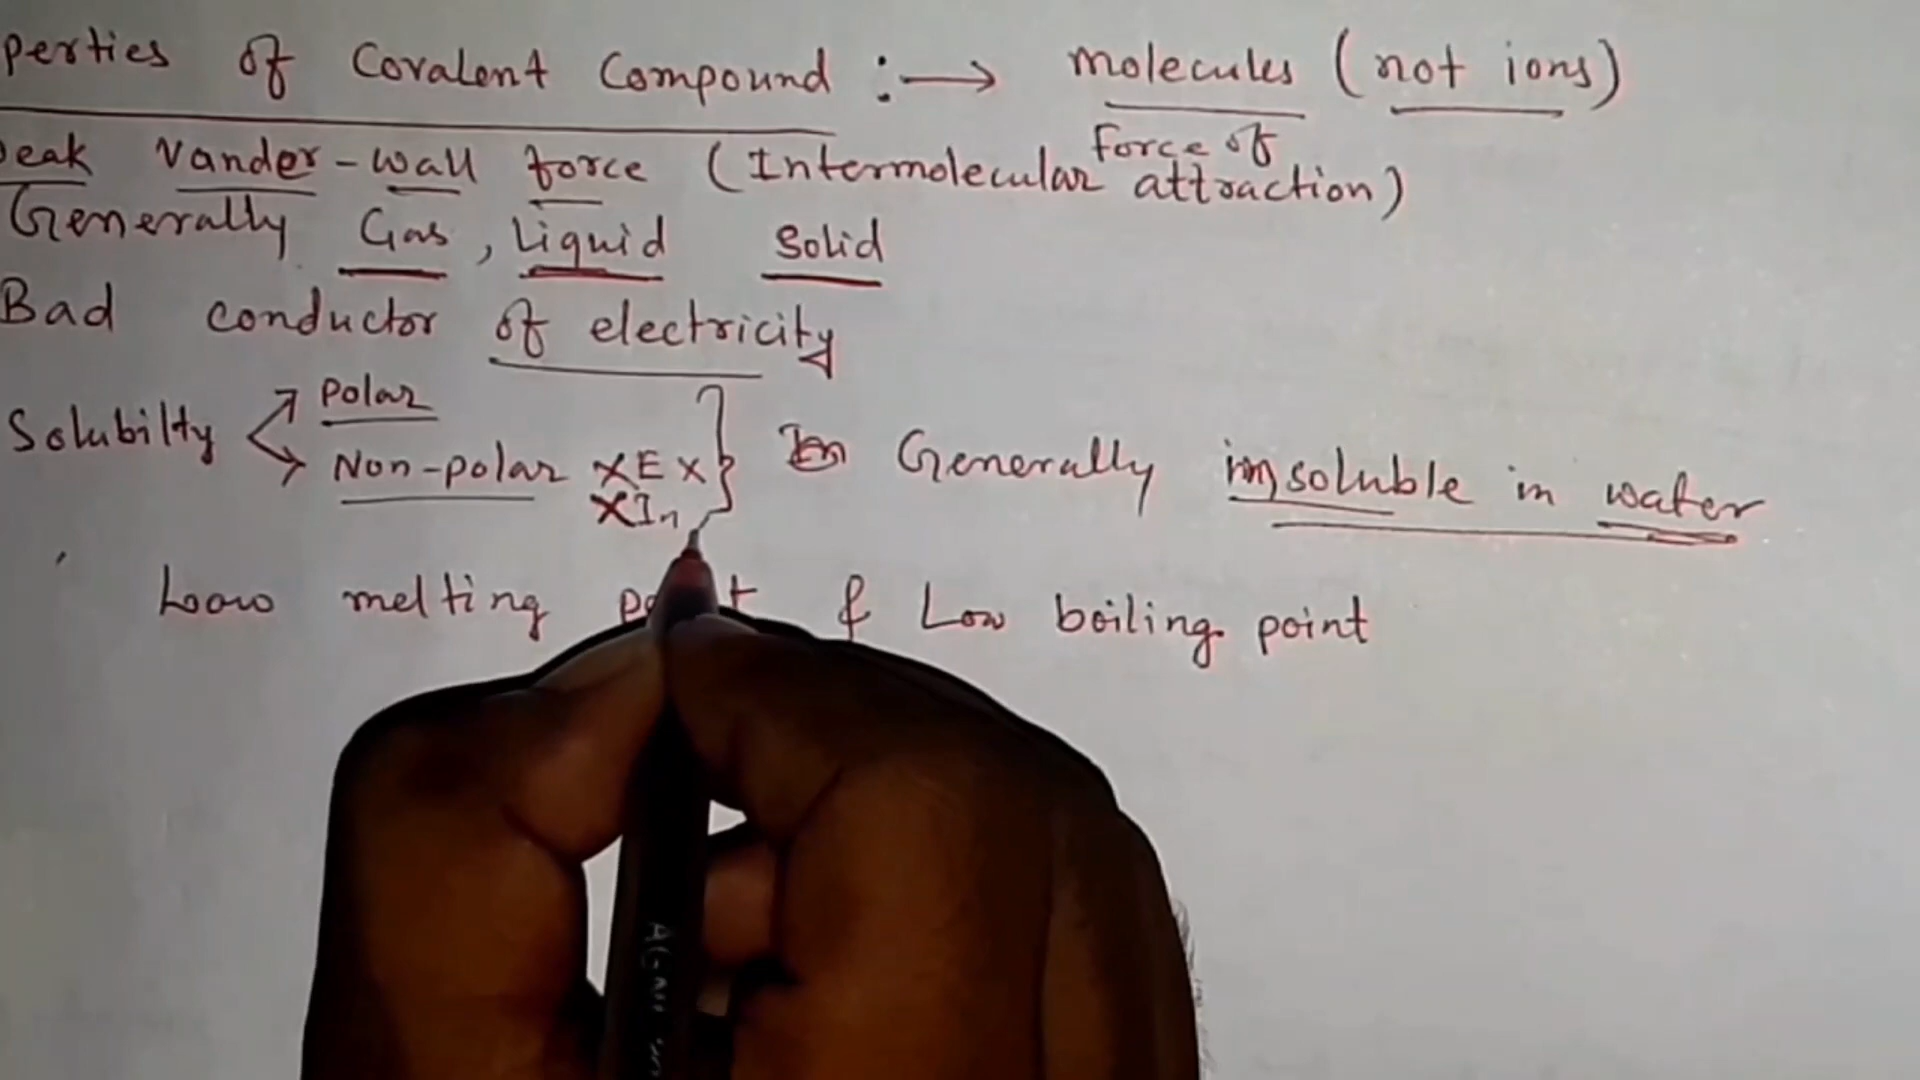 perties of Covalent Compound :→ molecules (not ions)
eak Vander-wall force (Intermolecular force of attraction)
Generally Gas, Liquid Solid
Bad conductor of electricity
Solubilty Polar
Non-polar XEX
XIn
Generally insoluble in water
Low melting & Low boiling point